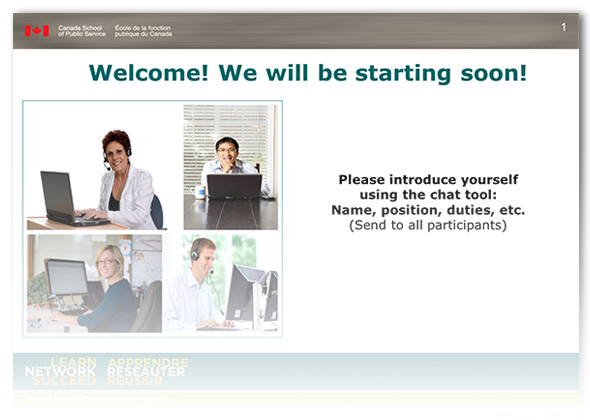 Canada School
of Public Service
École de la fonction
publique du Canada
1
Welcome! We will be starting soon!
Please introduce yourself
using the chat tool:
Name, position, duties, etc.
(Send to all participants)
LEARN APPRENDRE
NETWORK RÉSEAUTER
SUCCEED RÉUSSIR